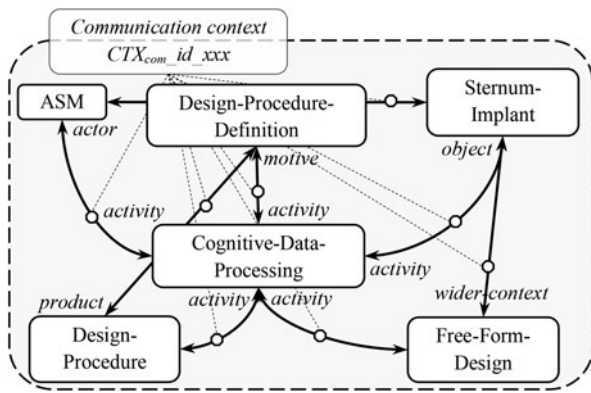 Communication context
CTXcom_id_xxx
ASM
Design-Procedure-
Definition
Sternum-
Implant
actor
motive
object
activity
activity
Cognitive-Data-
Processing
activity
product
activity
activity
wider-context
Design-
Procedure
Free-Form-
Design